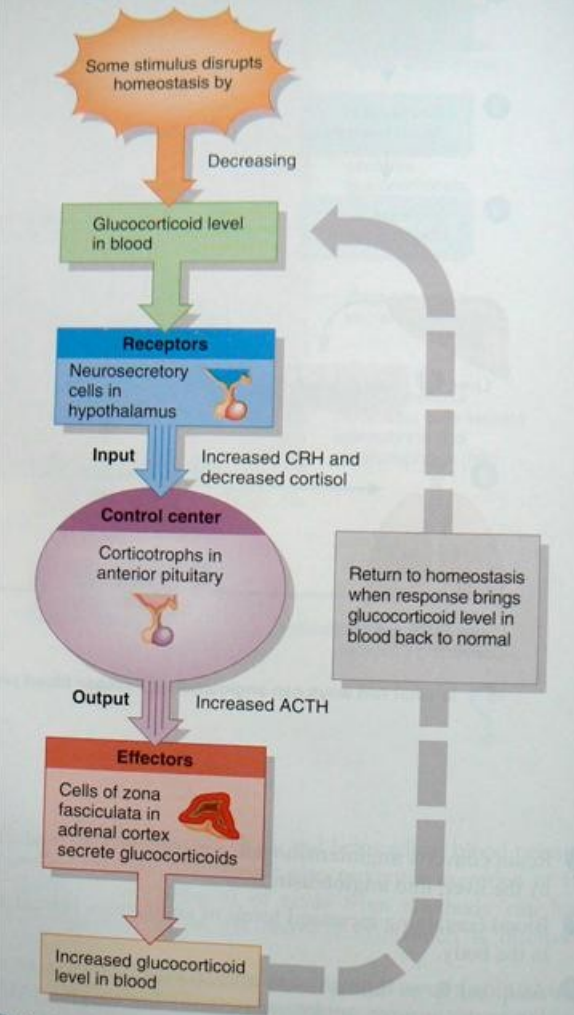 Some stimulus disrupts
homeostasis by
Decreasing
Glucocorticoid level
in blood
Receptors
Neurosecretory
cells in
hypothalamus
Input
Increased CRH and
decreased cortisol
Control center
Corticotrophs in
anterior pituitary
Return to homeostasis
when response brings
glucocorticoid level in
blood back to normal
Output
Increased ACTH
Effectors
Cells of zona
fasciculata in
adrenal cortex
secrete glucocorticoids
Increased glucocorticoid
level in blood